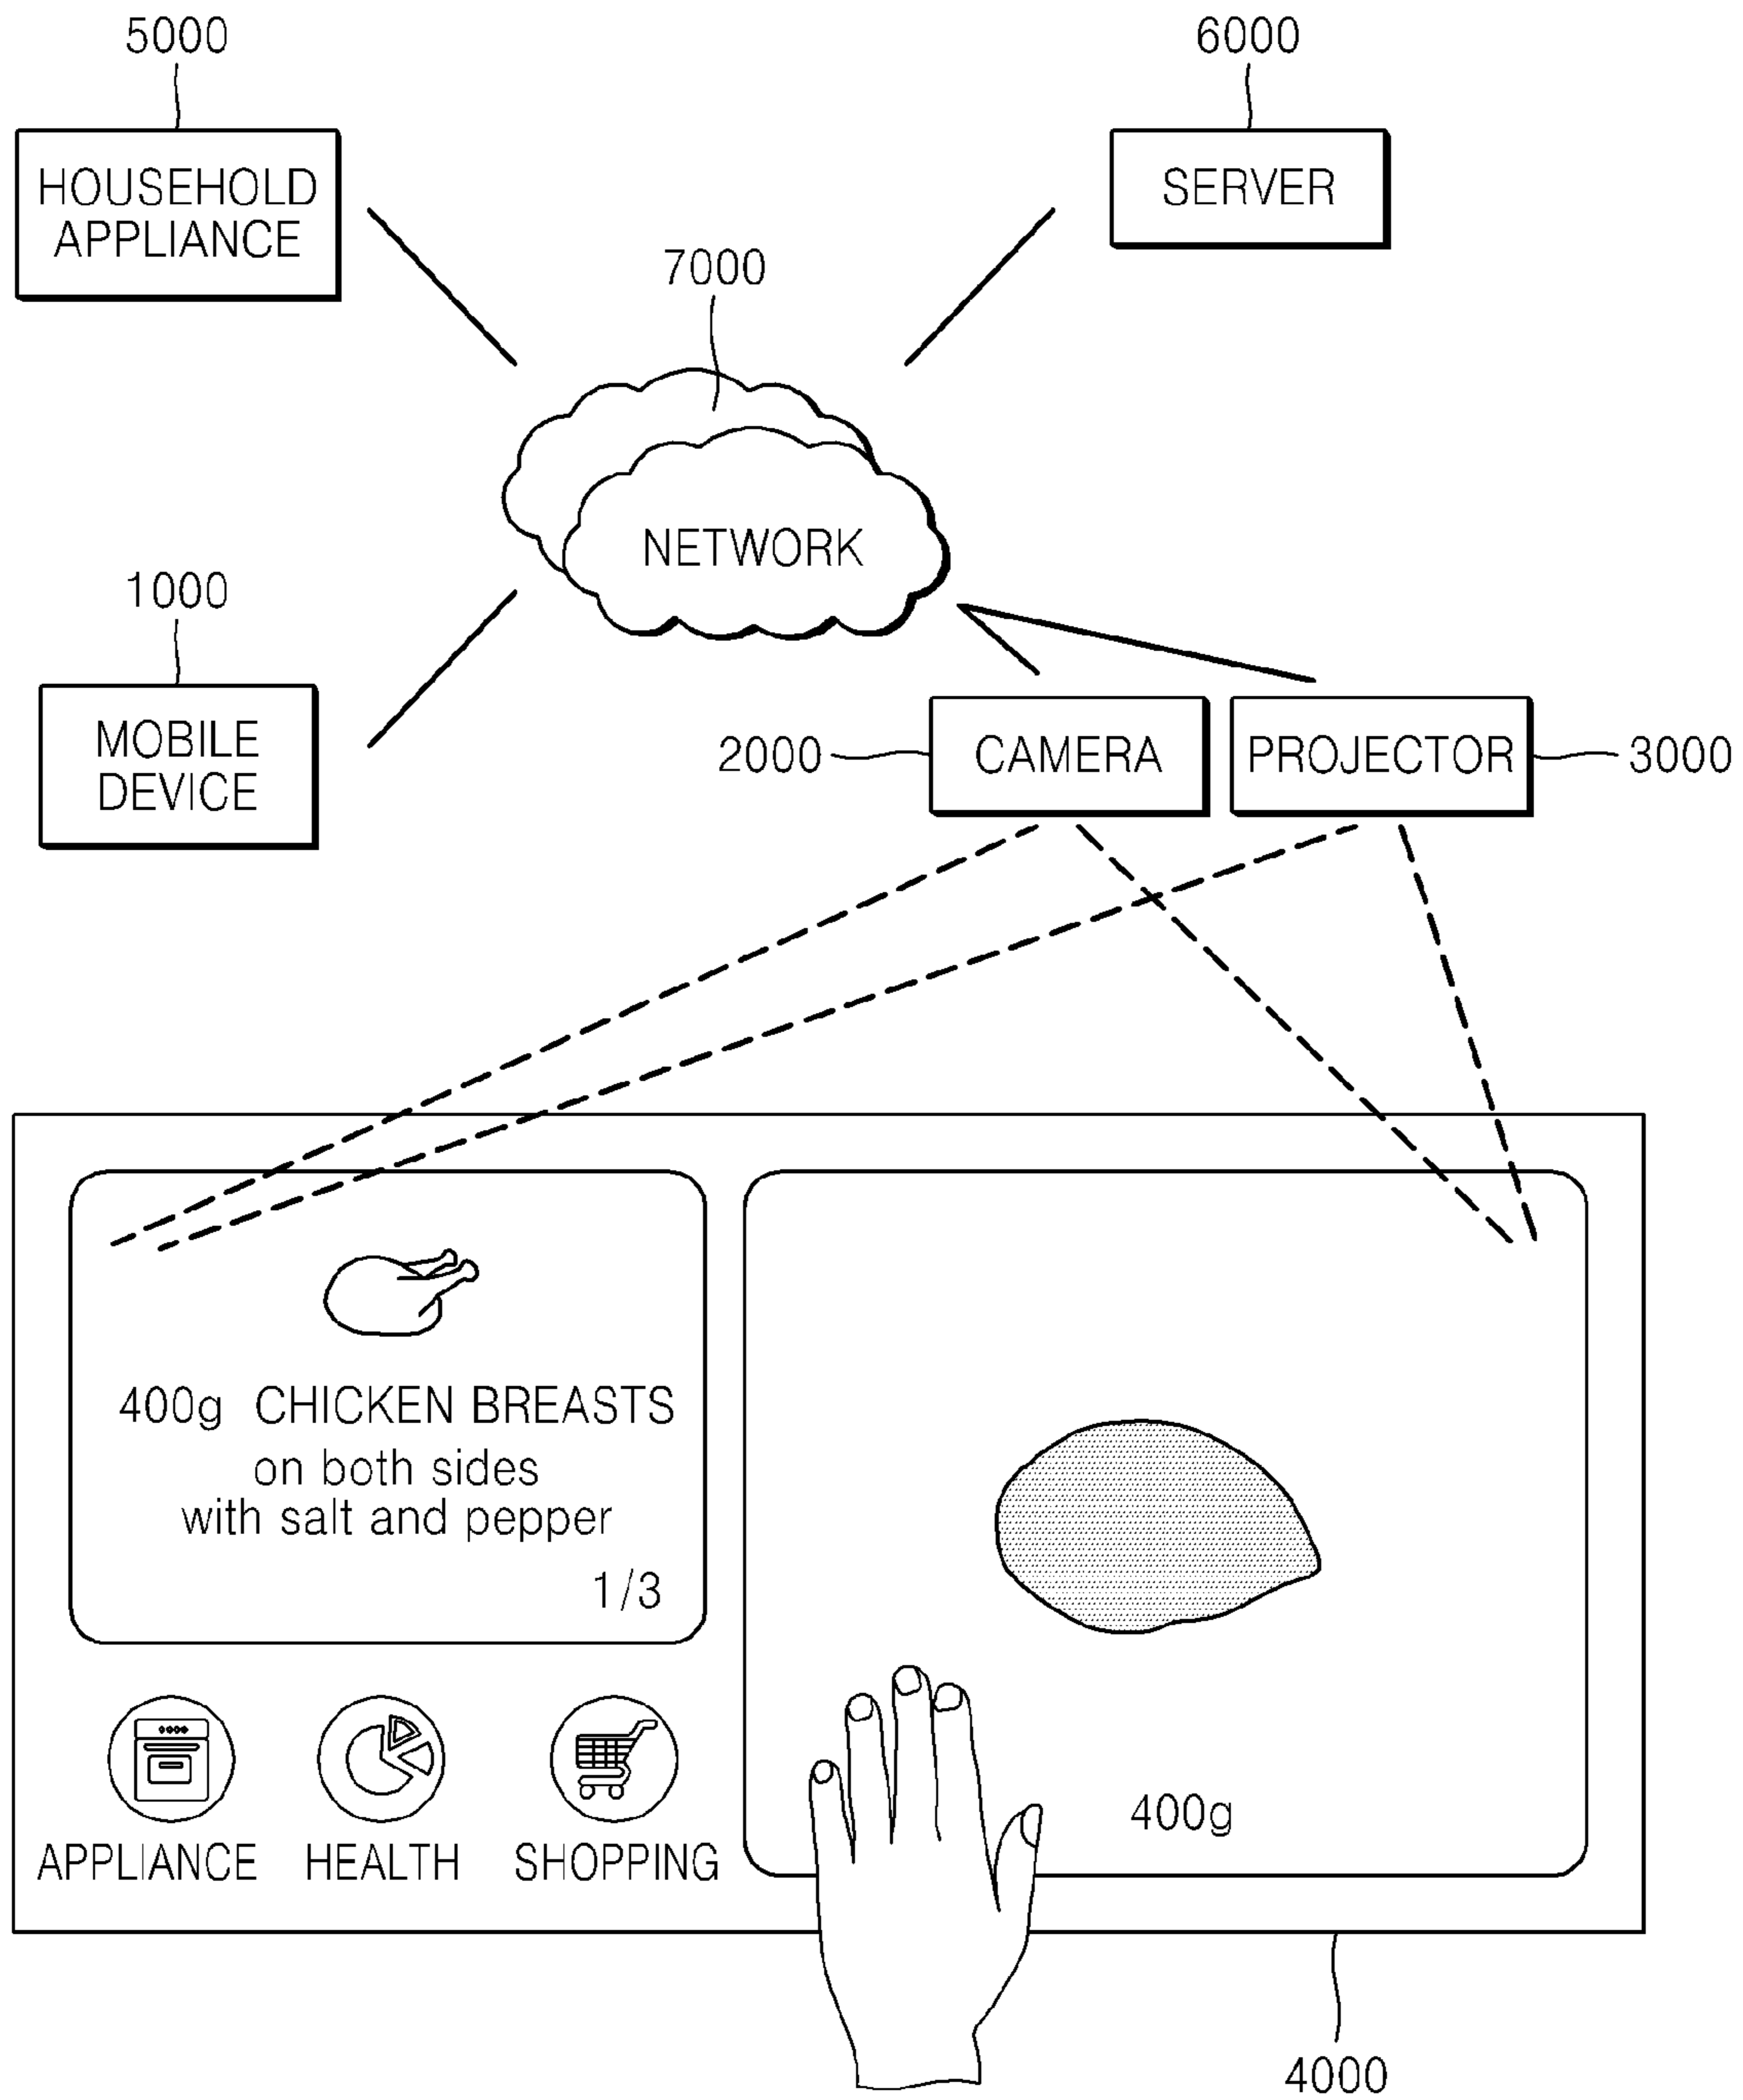 5000
6000
HOUSEHOLD
APPLIANCE
SERVER
7000
NETWORK
1000
MOBILE
DEVICE
2000
CAMERA
PROJECTOR
3000
400g CHICKEN BREASTS
on both sides
with salt and pepper
1/3
400g
APPLIANCE
HEALTH
SHOPPING
4000